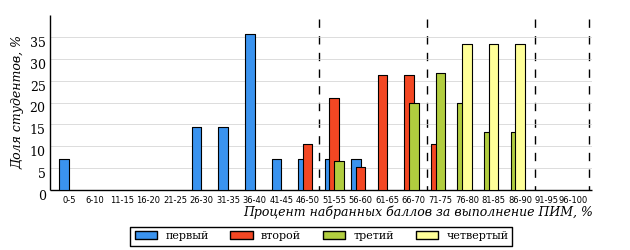 Доля студентов, %
35
30
25
20
15
10
5
0
0-5 6-10 11-15 16-20 21-25 26-30 31-35 36-40 41-45 46-50 51-55 56-60 61-65 66-70 71-75 76-80 81-85 86-90 91-95 96-100
Процент набранных баллов за выполнение ПИМ, %
первый второй третий четвертый